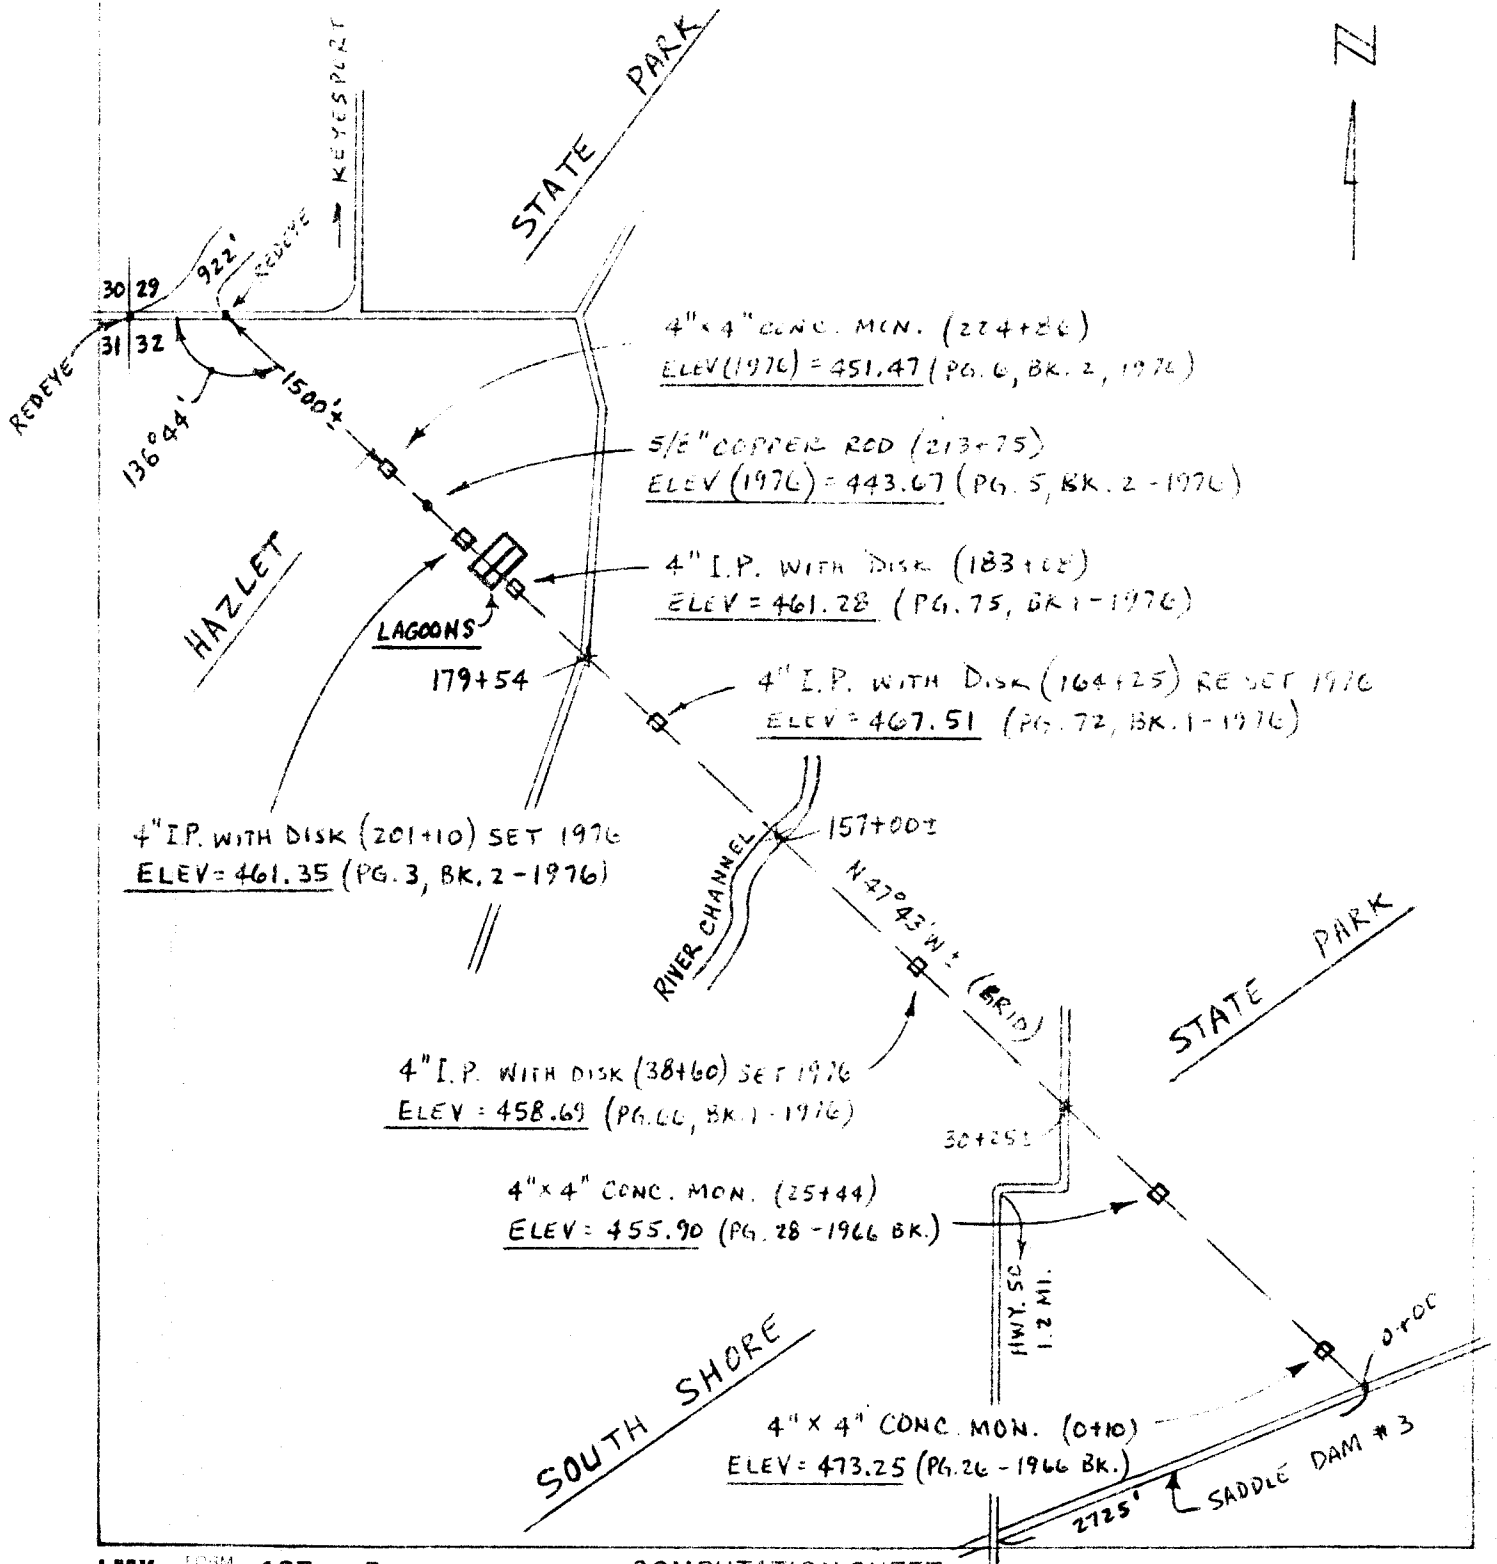 Z
KEYESPORT
STATE PARK
922'
REDEYE
30 29
31 32
REDEYE
136°44'
1500'±
4"x4" CONC. MON.
ELEV(1976)=451.47 (PG. 6, BK. 2, 1976)
5/8" COPPER ROD (213+75)
ELEV (1976)=443.67 (PG. 5, BK. 2-1976)
4" I.P. WITH DISK
ELEV=461.28 (PG. 75, BK 1-1976)
HAZLET
LAGOONS
179+54
4" I.P. WITH DISK (164+25) RESET 1976
ELEV=467.51 (PG. 72, BK. 1-1976)
4" I.P. WITH DISK (201+10) SET 1976
ELEV=461.35 (PG. 3, BK. 2-1976)
157+00±
RIVER CHANNEL
N47°43'W± (GRID)
STATE PARK
4" I.P. WITH DISK (38+60) SET 1976
ELEV=458.69 (PG. 66, BK. 1-1976)
30+25±
4"x4" CONC. MON. (25+44)
ELEV=455.90 (PG. 28-1966 BK.)
HWY. 50
1.2 MI.
SOUTH SHORE
0+00
4"X4" CONC. MON. (0+10)
ELEV=473.25 (PG. 26-1966 BK.)
2725'
SADDLE DAM #3
FORM
COMPUTATION SHEET